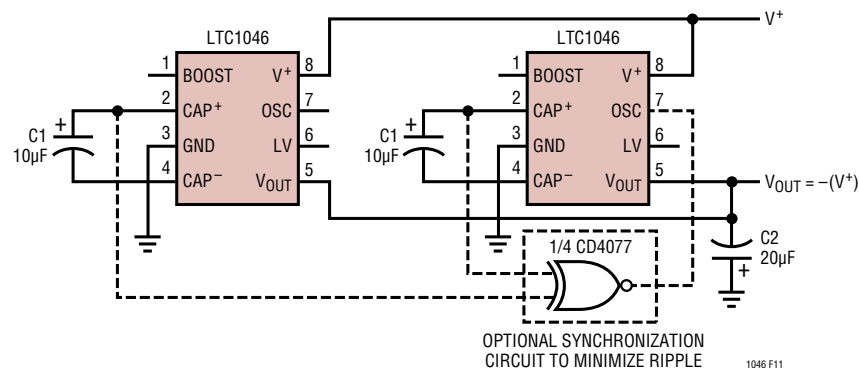 V+
LTC1046
LTC1046
1 BOOST V+ 8
2 CAP+ OSC 7
3 GND LV 6
4 CAP− VOUT 5
C1
10µF
+
1 BOOST V+ 8
2 CAP+ OSC 7
3 GND LV 6
4 CAP− VOUT 5
C1
10µF
+
VOUT = –(V+)
C2
20µF
+
1/4 CD4077
OPTIONAL SYNCHRONIZATION
CIRCUIT TO MINIMIZE RIPPLE
1046 F11